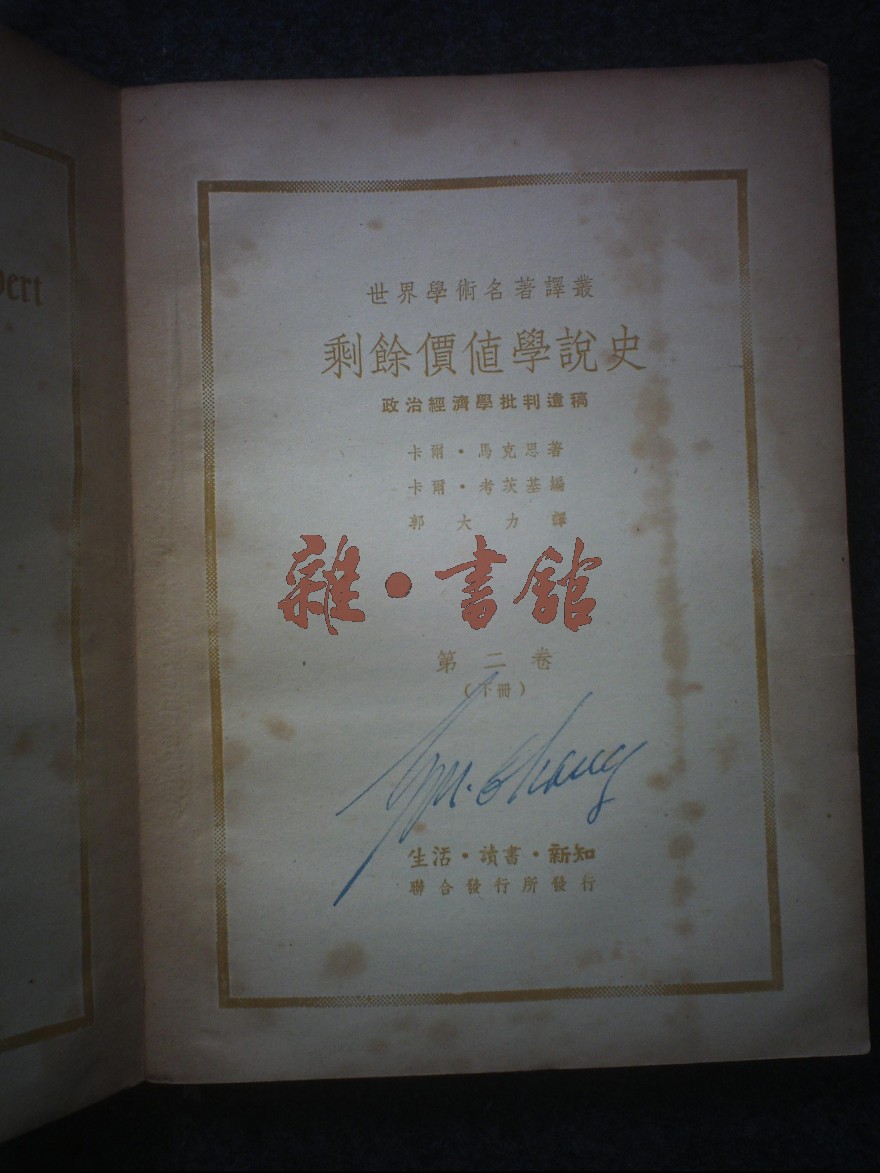 世界學術名著譯叢
剩餘價值學說史
政治經濟學批判遺稿
卡爾・馬克思著
卡爾・考茨基編
郭大力譯
雜・書館
第二卷
(下冊)
生活・讀書・新知
聯合發行所發行